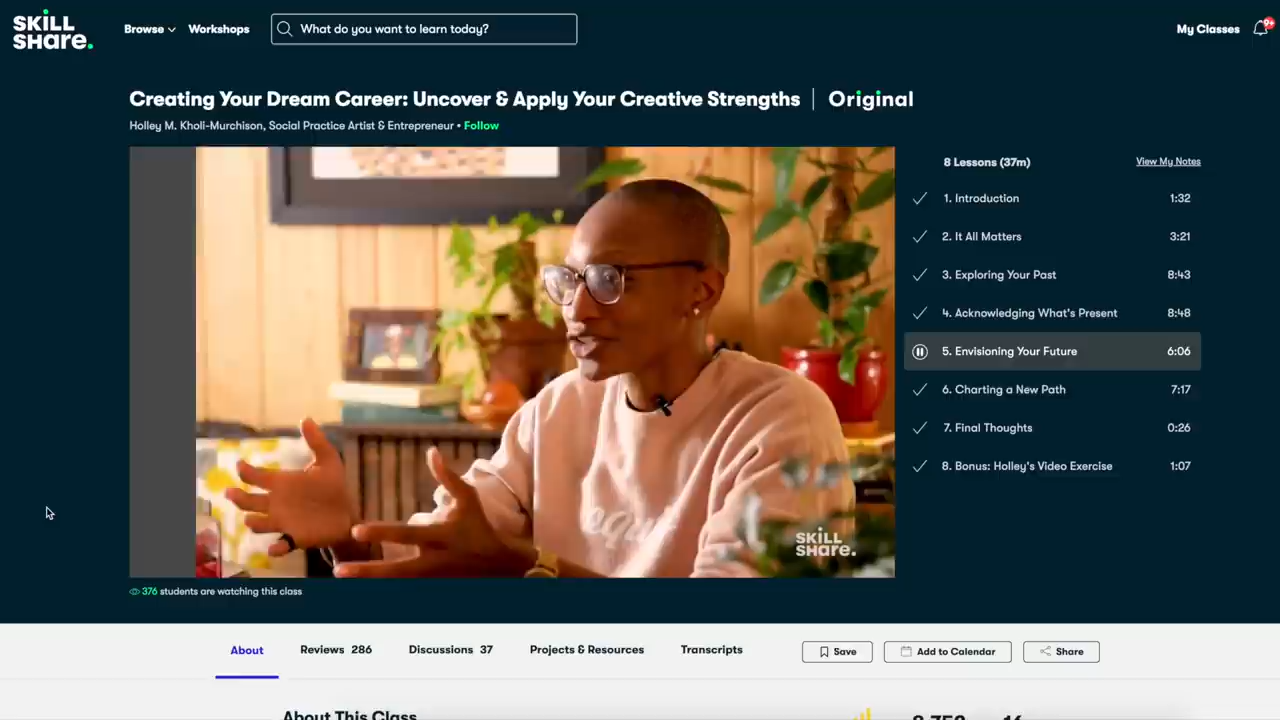 SKILL
SHARE.
Browse
Workshops
What do you want to learn today?
My Classes
9+
Creating Your Dream Career: Uncover & Apply Your Creative Strengths | Original
Holley M. Kholi-Murchison, Social Practice Artist & Entrepreneur • Follow
8 Lessons (37m)
View My Notes
1. Introduction 1:32
2. It All Matters 3:21
3. Exploring Your Past 8:43
4. Acknowledging What's Present 8:48
5. Envisioning Your Future 6:06
6. Charting a New Path 7:17
7. Final Thoughts 0:26
8. Bonus: Holley's Video Exercise 1:07
SKILL
SHARE.
376 students are watching this class
About
Reviews 286
Discussions 37
Projects & Resources
Transcripts
Save
Add to Calendar
Share
About This Class